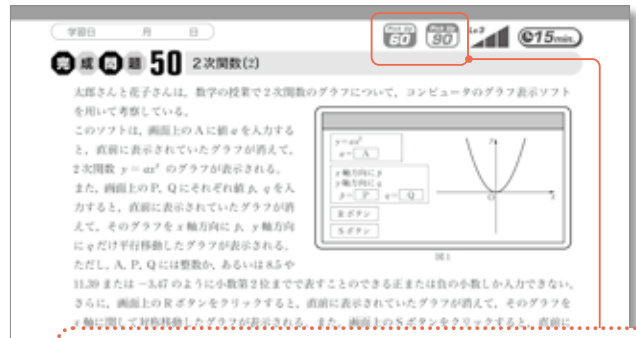 学習日 月 日
Pick Up 60 Pick Up 90 Lv3 15min.
完成問題 50 2次関数(2)
太郎さんと花子さんは，数学の授業で2次関数のグラフについて，コンピュータのグラフ表示ソフト
を用いて考察している。
このソフトは，画面上のAに値aを入力する
と，直前に表示されていたグラフが消えて，
2次関数 y=ax² のグラフが表示される。
また，画面上のP，Qにそれぞれ値p，qを入
力すると，直前に表示されていたグラフが消
えて，そのグラフをx軸方向にp，y軸方向
にqだけ平行移動したグラフが表示される。
y=ax²
a= A
x軸方向にp
y軸方向にq
p= P q= Q
Rボタン
Sボタン
y
O
x
図1
ただし，A，P，Qには整数か，あるいは8.5や
11.39または−3.47のように小数第2位までで表すことのできる正または負の小数しか入力できない。
さらに，画面上のRボタンをクリックすると，直前に表示されていたグラフが消えて，そのグラフを
x軸に関して対称移動したグラフが表示される。また，画面上のSボタンをクリックすると，直前に